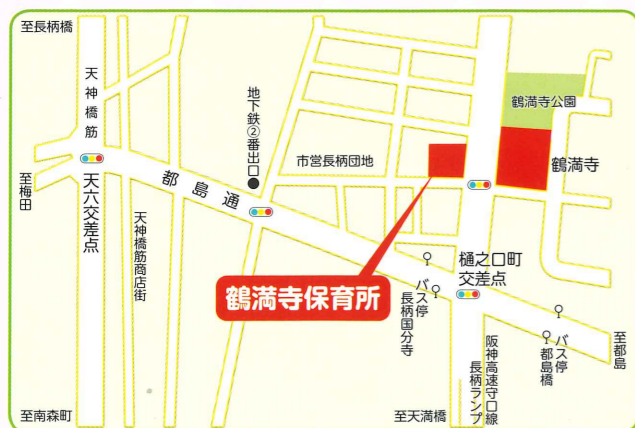 至長柄橋
天神橋筋
地下鉄②番出口
市営長柄団地
鶴満寺公園
鶴満寺
至梅田
天六交差点
都島通
天神橋筋商店街
鶴満寺保育所
樋之口町
交差点
バス停
長柄国分寺
バス停
都島橋
至都島
阪神高速守口線
長柄ランプ
至南森町
至天満橋